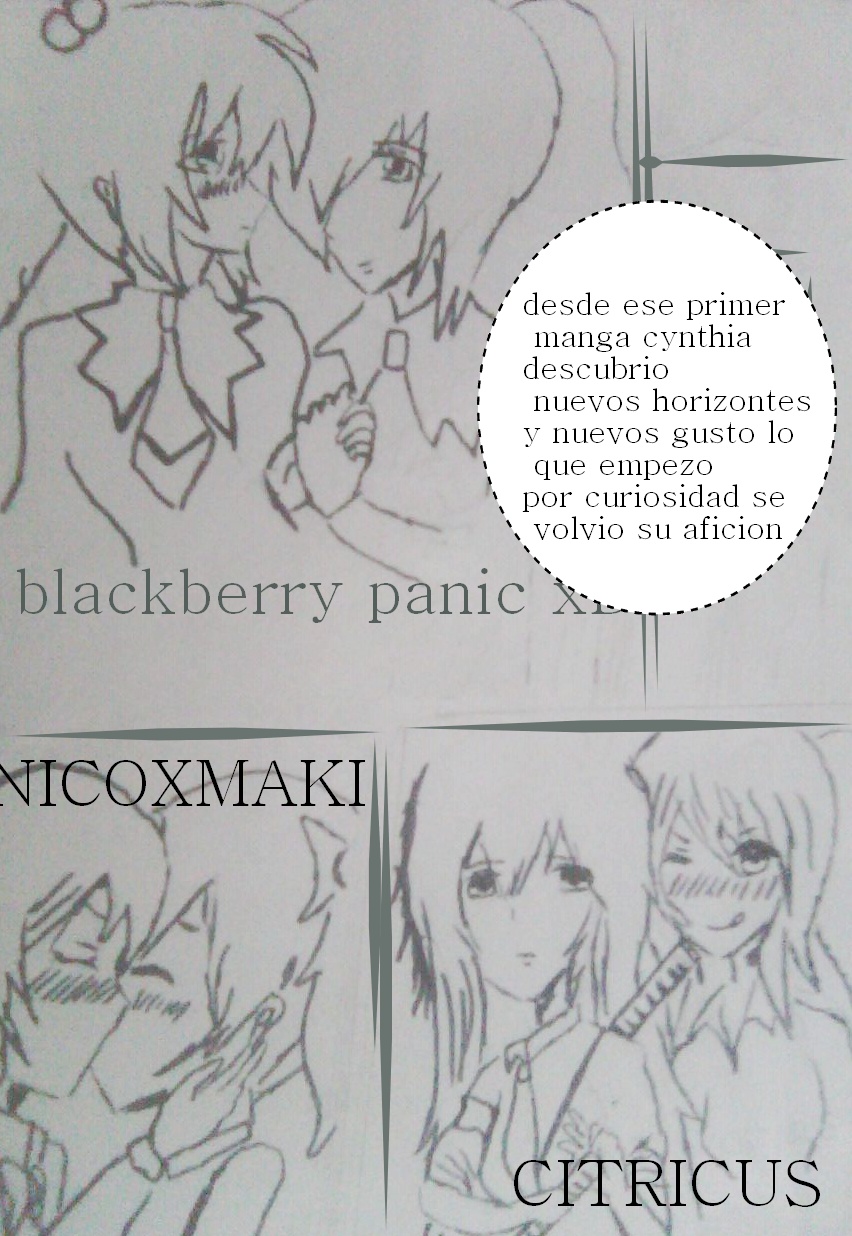 desde ese primer
manga cynthia
descubrio
nuevos horizontes
y nuevos gusto lo
que empezo
por curiosidad se
volvio su aficion
blackberry panic
NICOXMAKI
CITRICUS